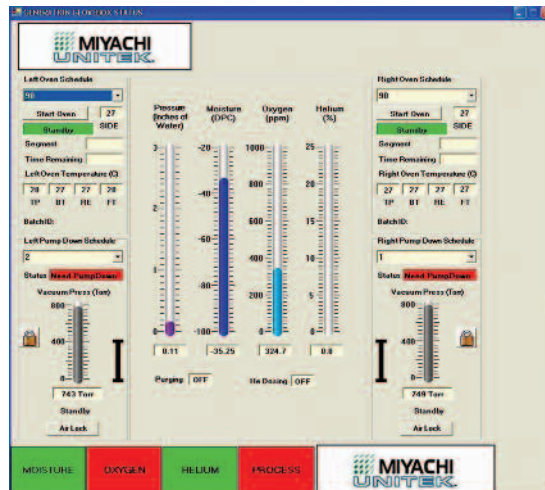 GENERATION GLOVEBOX STATUS
MIYACHI
UNITEK.
Left Oven Schedule
98
Start Oven
27
Standby
SIDE
Segment
Time Remaining
Left Oven Temperature (C)
28 27 27 28
TP BT RE FT
BatchID:
Left Pump Down Schedule
2
Status Need PumpDown
Vacuum Press (Torr)
800
400
0
743 Torr
Standby
Air Lock
Pressure
(Inches of
Water)
3
2
1
0
0.11
Moisture
(DPC)
-20
-40
-60
-80
-100
-35.25
Oxygen
(ppm)
1000
800
600
400
200
0
324.7
Helium
(%)
25
20
15
10
5
0
0.0
Purging OFF
He Dosing OFF
Right Oven Schedule
98
Start Oven
27
Standby
SIDE
Segment
Time Remaining
Right Oven Temperature (C)
27 27 27 27
TP BT RE FT
BatchID:
Right Pump Down Schedule
1
Status Need PumpDown
Vacuum Press (Torr)
800
400
0
749 Torr
Standby
Air Lock
MOISTURE
OXYGEN
HELIUM
PROCESS
MIYACHI
UNITEK.